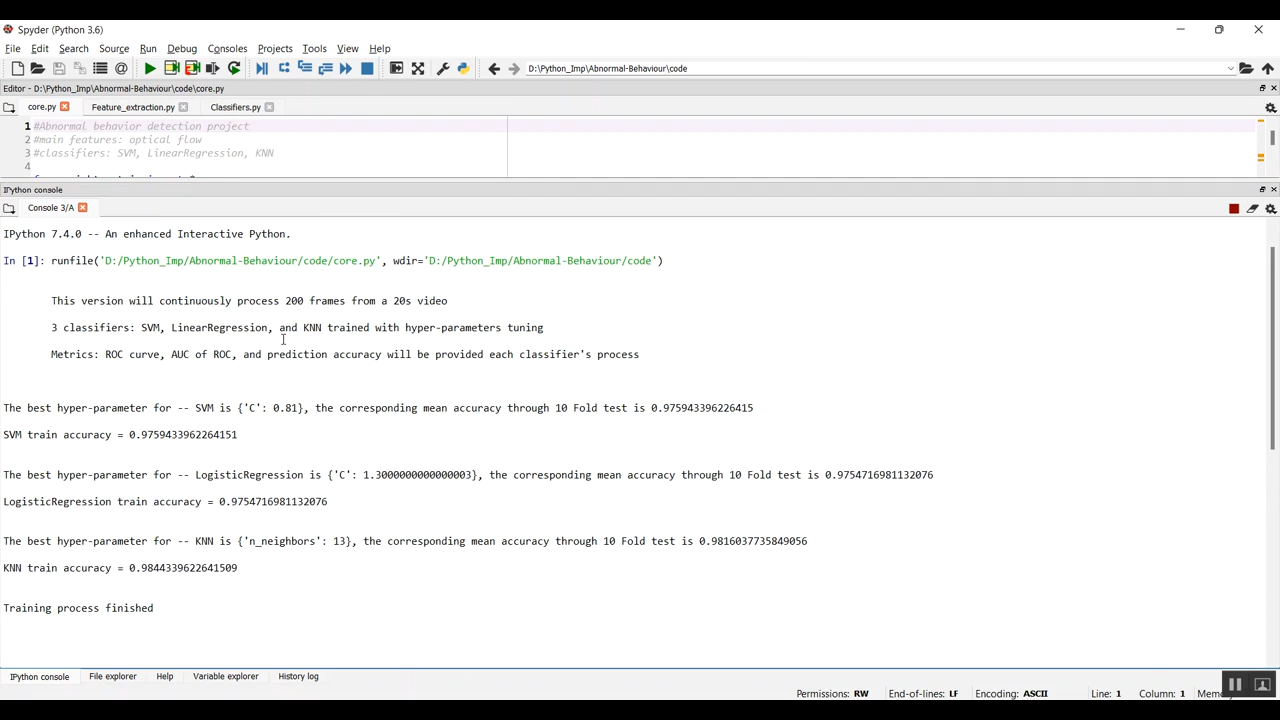 Spyder (Python 3.6)
File Edit Search Source Run Debug Consoles Projects Tools View Help
D:\Python_Imp\Abnormal-Behaviour\code
Editor - D:\Python_Imp\Abnormal-Behaviour\code\core.py
core.py Feature_extraction.py Classifiers.py
1 #Abnormal behavior detection project
2 #main features: optical flow
3 #classifiers: SVM, LinearRegression, KNN
4
IPython console
Console 3/A
IPython 7.4.0 -- An enhanced Interactive Python.
In [1]: runfile('D:/Python_Imp/Abnormal-Behaviour/code/core.py', wdir='D:/Python_Imp/Abnormal-Behaviour/code')
This version will continuously process 200 frames from a 20s video
3 classifiers: SVM, LinearRegression, and KNN trained with hyper-parameters tuning
Metrics: ROC curve, AUC of ROC, and prediction accuracy will be provided each classifier's process
The best hyper-parameter for -- SVM is {'C': 0.81}, the corresponding mean accuracy through 10 Fold test is 0.975943396226415
SVM train accuracy = 0.9759433962264151
The best hyper-parameter for -- LogisticRegression is {'C': 1.3000000000000003}, the corresponding mean accuracy through 10 Fold test is 0.9754716981132076
LogisticRegression train accuracy = 0.9754716981132076
The best hyper-parameter for -- KNN is {'n_neighbors': 13}, the corresponding mean accuracy through 10 Fold test is 0.9816037735849056
KNN train accuracy = 0.9844339622641509
Training process finished
IPython console File explorer Help Variable explorer History log
Permissions: RW End-of-lines: LF Encoding: ASCII Line: 1 Column: 1